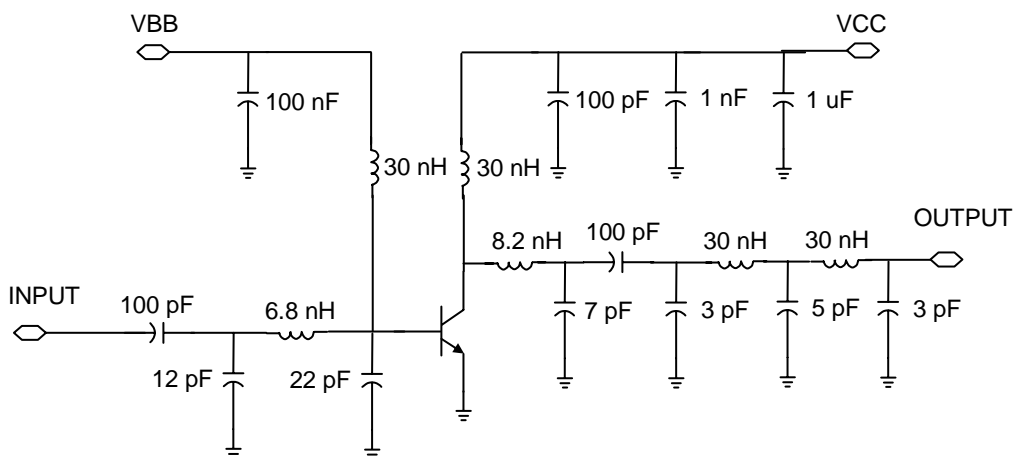 VBB
VCC
100 nF
100 pF
1 nF
1 uF
30 nH
30 nH
OUTPUT
8.2 nH
100 pF
30 nH
30 nH
INPUT
100 pF
6.8 nH
7 pF
3 pF
5 pF
3 pF
12 pF
22 pF